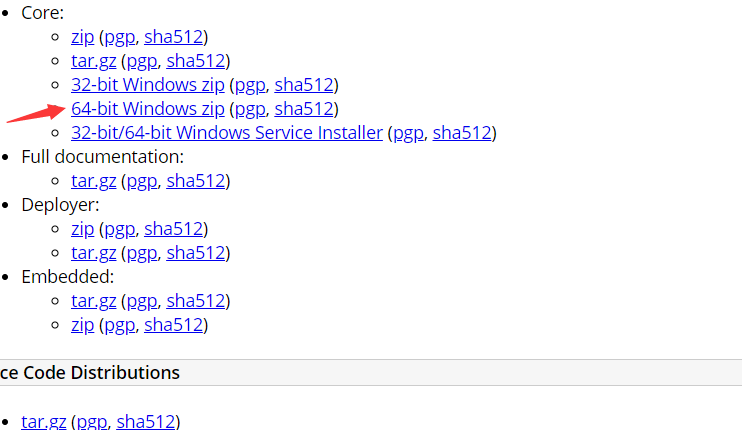 Core:
zip (pgp, sha512)
tar.gz (pgp, sha512)
32-bit Windows zip (pgp, sha512)
64-bit Windows zip (pgp, sha512)
32-bit/64-bit Windows Service Installer (pgp, sha512)
Full documentation:
tar.gz (pgp, sha512)
Deployer:
zip (pgp, sha512)
tar.gz (pgp, sha512)
Embedded:
tar.gz (pgp, sha512)
zip (pgp, sha512)
ce Code Distributions
tar.gz (pgp, sha512)